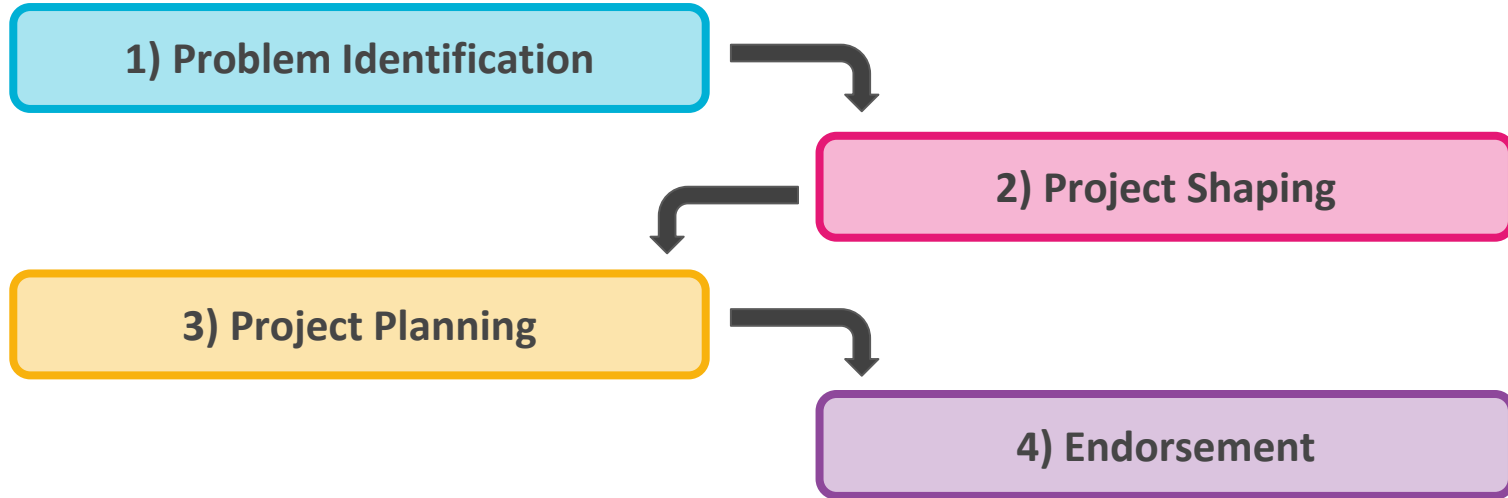 1) Problem Identification
2) Project Shaping
3) Project Planning
4) Endorsement